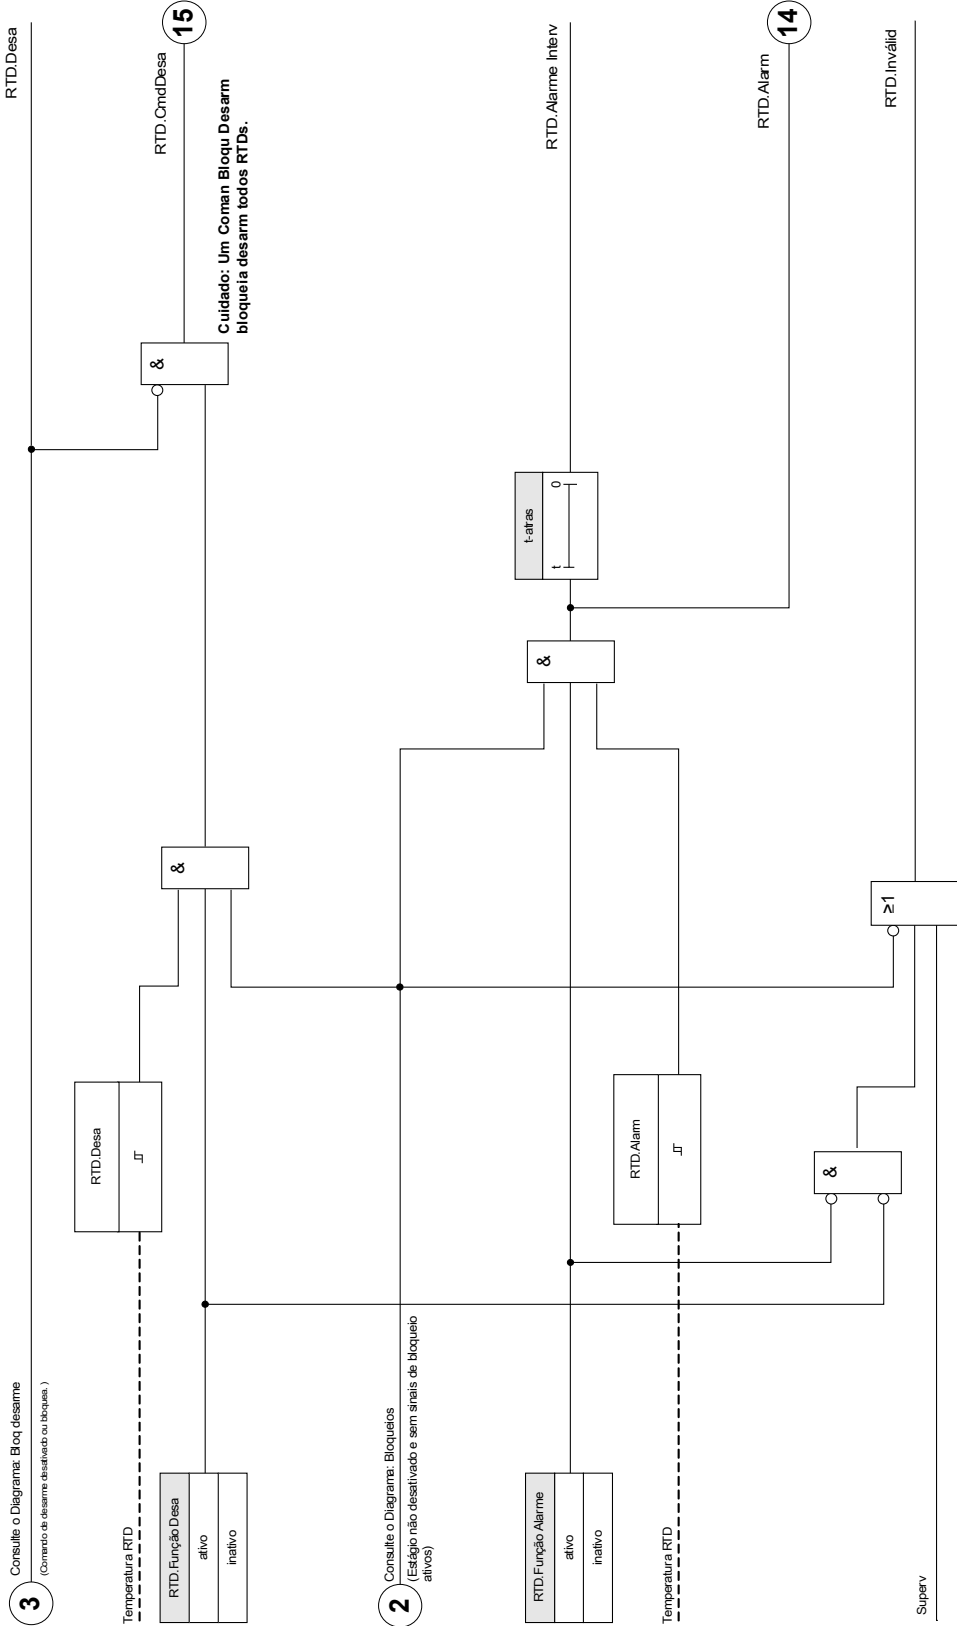 3
Consulte o Diagrama: Bloq desarme
(Comando de desarme desativado ou bloquea. )
RTD.Desa
Temperatura RTD
RTD.Desa
RTD.Função Desa
ativo
inativo
&
&
RTD.CmdDesa
15
Cuidado: Um Coman Bloqu Desarm
bloqueia desarm todos RTDs.
2
Consulte o Diagrama: Bloqueios
(Estágio não desativado e sem sinais de bloqueio
ativos)
RTD.Função Alarme
ativo
inativo
&
t-atras
t
0
RTD.Alarme Interv
Temperatura RTD
RTD.Alarm
RTD.Alarm
14
&
≥1
RTD.Inválid
Superv